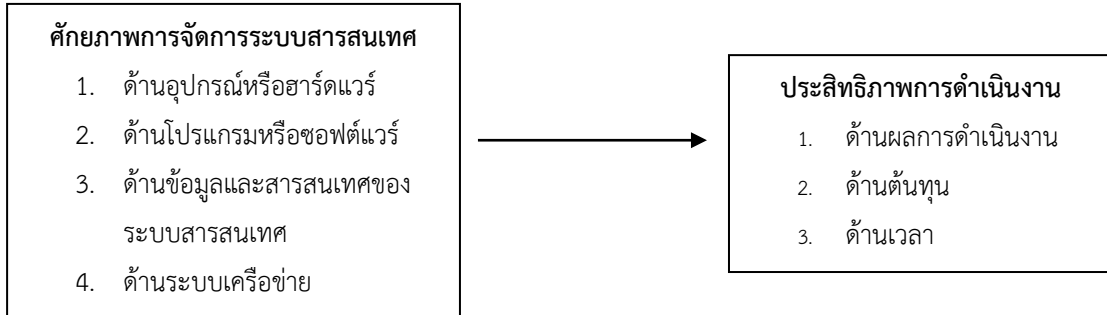 ศักยภาพการจัดการระบบสารสนเทศ
1. ด้านอุปกรณ์หรือฮาร์ดแวร์
2. ด้านโปรแกรมหรือซอฟต์แวร์
3. ด้านข้อมูลและสารสนเทศของ
ระบบสารสนเทศ
4. ด้านระบบเครือข่าย
ประสิทธิภาพการดำเนินงาน
1. ด้านผลการดำเนินงาน
2. ด้านต้นทุน
3. ด้านเวลา